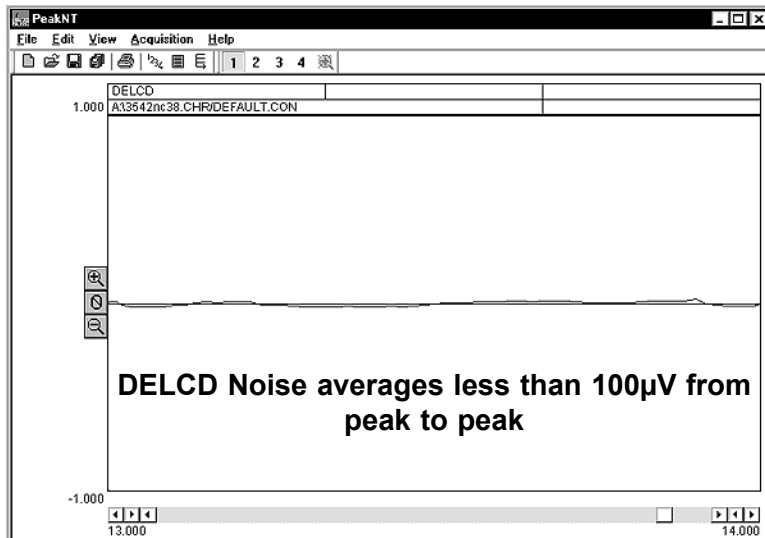 PeakNT
File Edit View Acquisition Help
1 2 3 4
DELCD
1.000 A:\3542nc38.CHR/DEFAULT.CON
DELCD Noise averages less than 100µV from
peak to peak
-1.000
13.000 14.000